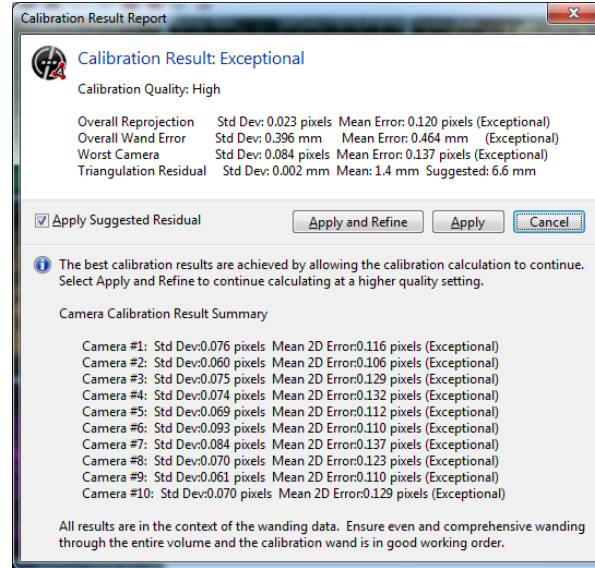 Calibration Result Report
Calibration Result: Exceptional
Calibration Quality: High
Overall Reprojection Std Dev: 0.023 pixels Mean Error: 0.120 pixels (Exceptional)
Overall Wand Error Std Dev: 0.396 mm Mean Error: 0.464 mm (Exceptional)
Worst Camera Std Dev: 0.084 pixels Mean Error: 0.137 pixels (Exceptional)
Triangulation Residual Std Dev: 0.002 mm Mean: 1.4 mm Suggested: 6.6 mm
Apply Suggested Residual Apply and Refine Apply Cancel
The best calibration results are achieved by allowing the calibration calculation to continue.
Select Apply and Refine to continue calculating at a higher quality setting.
Camera Calibration Result Summary
Camera #1: Std Dev:0.076 pixels Mean 2D Error:0.116 pixels (Exceptional)
Camera #2: Std Dev:0.060 pixels Mean 2D Error:0.106 pixels (Exceptional)
Camera #3: Std Dev:0.075 pixels Mean 2D Error:0.129 pixels (Exceptional)
Camera #4: Std Dev:0.074 pixels Mean 2D Error:0.132 pixels (Exceptional)
Camera #5: Std Dev:0.069 pixels Mean 2D Error:0.112 pixels (Exceptional)
Camera #6: Std Dev:0.093 pixels Mean 2D Error:0.110 pixels (Exceptional)
Camera #7: Std Dev:0.084 pixels Mean 2D Error:0.137 pixels (Exceptional)
Camera #8: Std Dev:0.070 pixels Mean 2D Error:0.123 pixels (Exceptional)
Camera #9: Std Dev:0.061 pixels Mean 2D Error:0.110 pixels (Exceptional)
Camera #10: Std Dev:0.070 pixels Mean 2D Error:0.129 pixels (Exceptional)
All results are in the context of the wanding data. Ensure even and comprehensive wanding
through the entire volume and the calibration wand is in good working order.